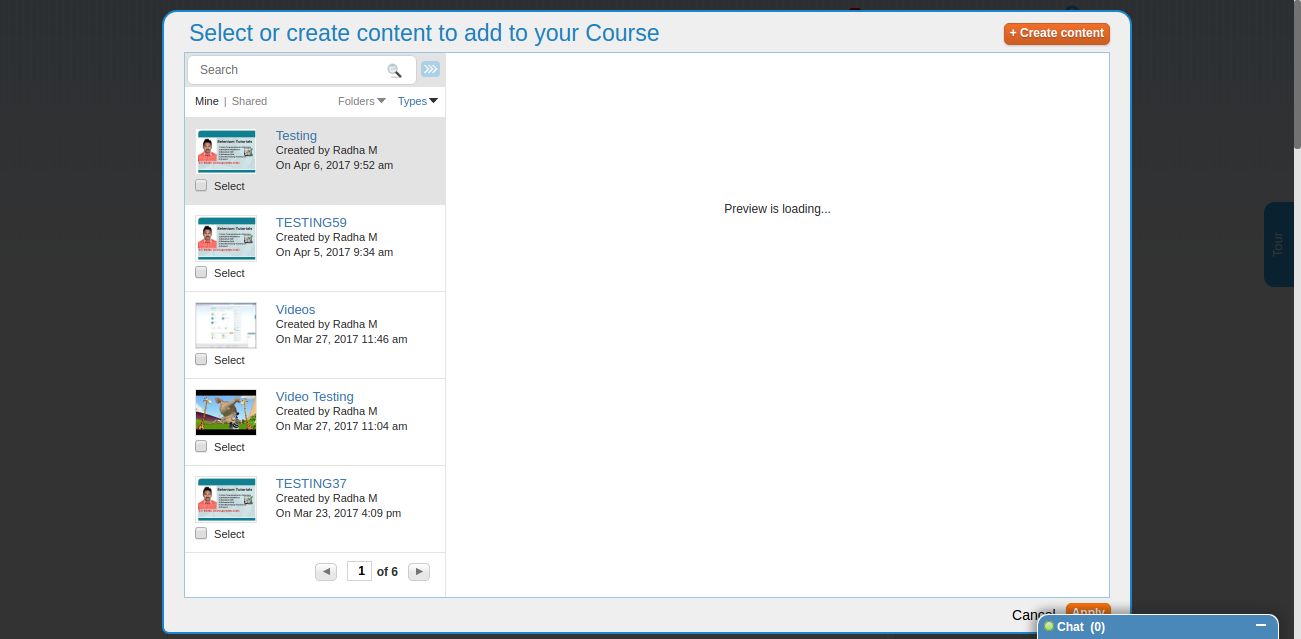 Select or create content to add to your Course
+ Create content
Search
Mine | Shared Folders Types
Testing
Created by Radha M
On Apr 6, 2017 9:52 am
Select
TESTING59
Created by Radha M
On Apr 5, 2017 9:34 am
Select
Videos
Created by Radha M
On Mar 27, 2017 11:46 am
Select
Video Testing
Created by Radha M
On Mar 27, 2017 11:04 am
Select
TESTING37
Created by Radha M
On Mar 23, 2017 4:09 pm
Select
1 of 6
Preview is loading...
Tour
Cancel Apply
Chat (0)